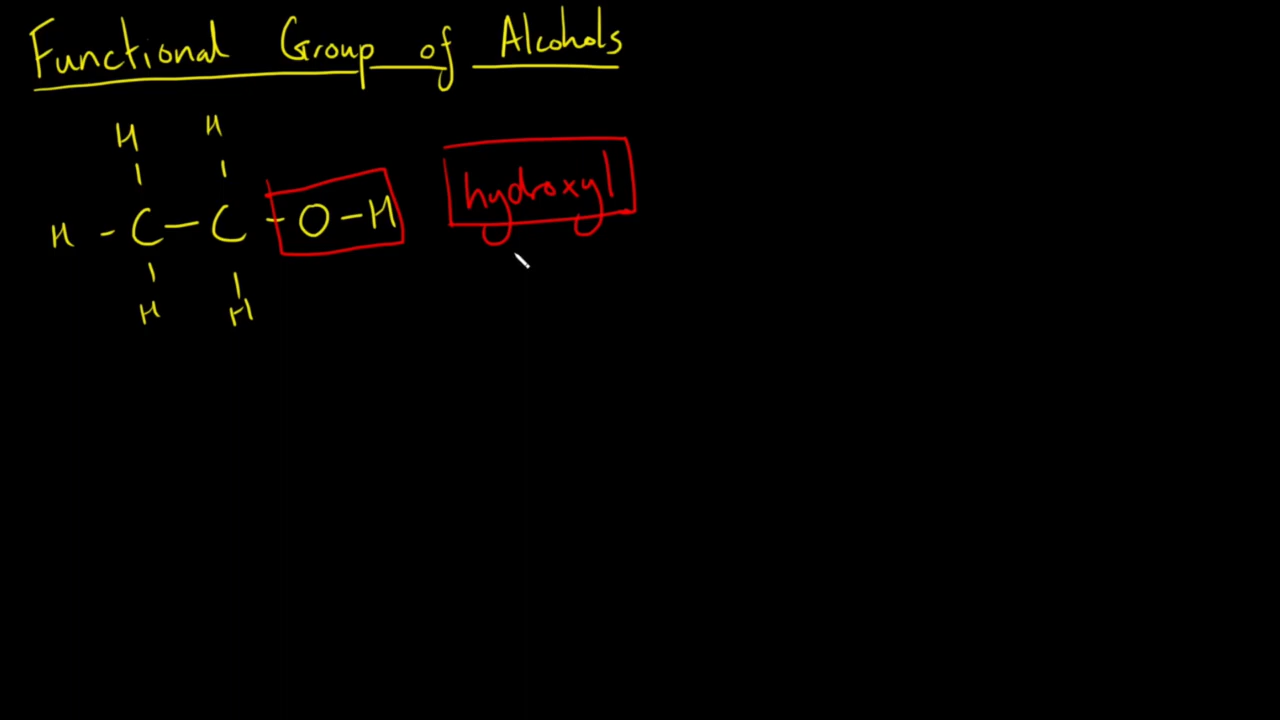 Functional Group of Alcohols
H H
hydroxyl
H - C - C - O - H
H H